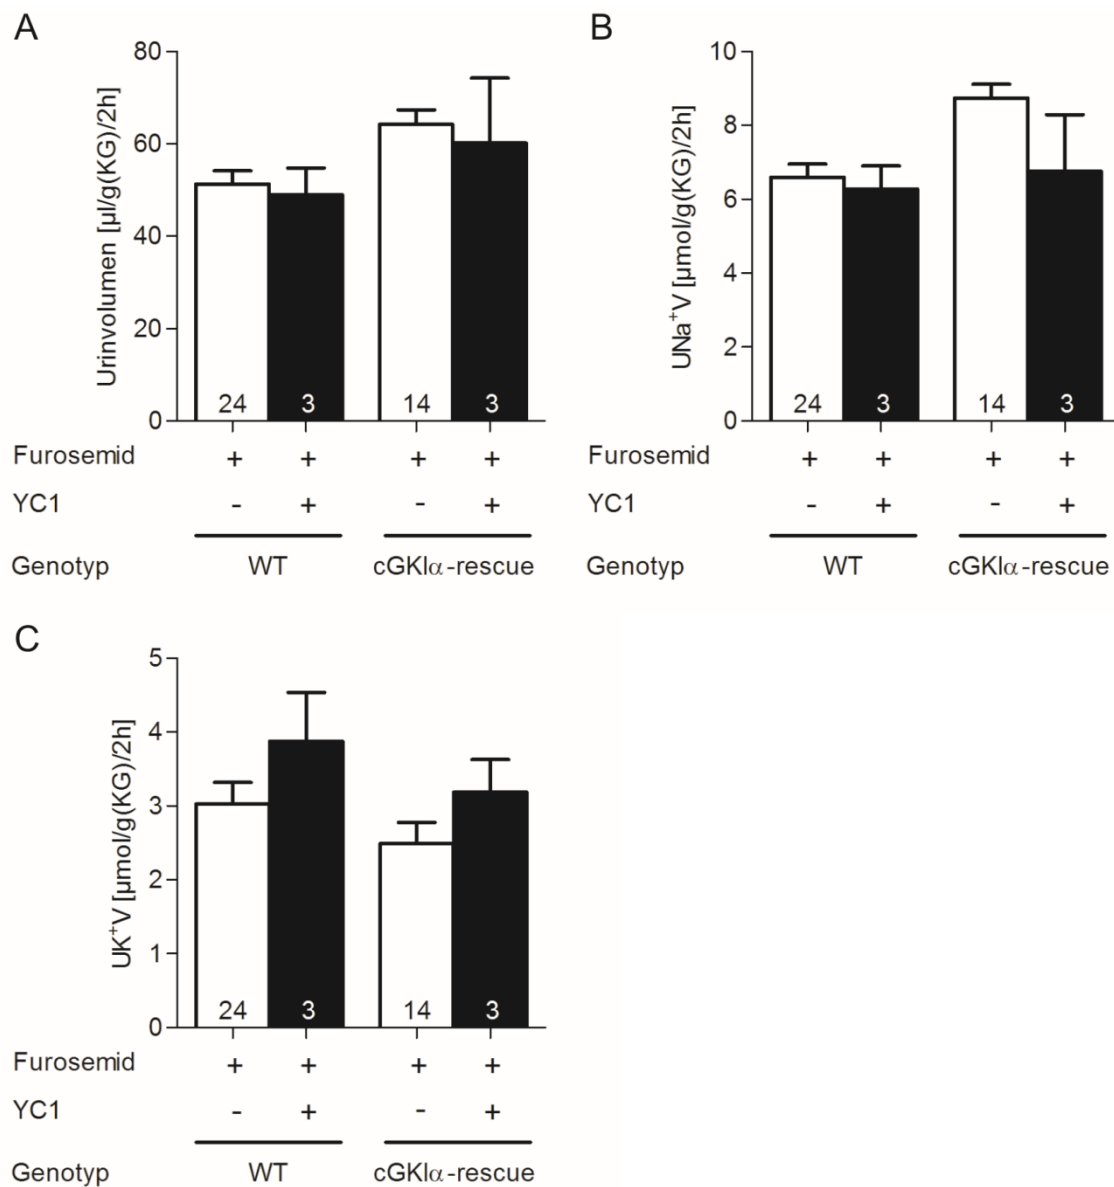 A
Urinvolumen [µl/g(KG)/2h]
80
60
40
20
0
24 3 14 3
Furosemid + + + +
YC1 - + - +
Genotyp WT cGKIα-rescue
B
UNa⁺V [µmol/g(KG)/2h]
10
8
6
4
2
0
24 3 14 3
Furosemid + + + +
YC1 - + - +
Genotyp WT cGKIα-rescue
C
UK⁺V [µmol/g(KG)/2h]
5
4
3
2
1
0
24 3 14 3
Furosemid + + + +
YC1 - + - +
Genotyp WT cGKIα-rescue